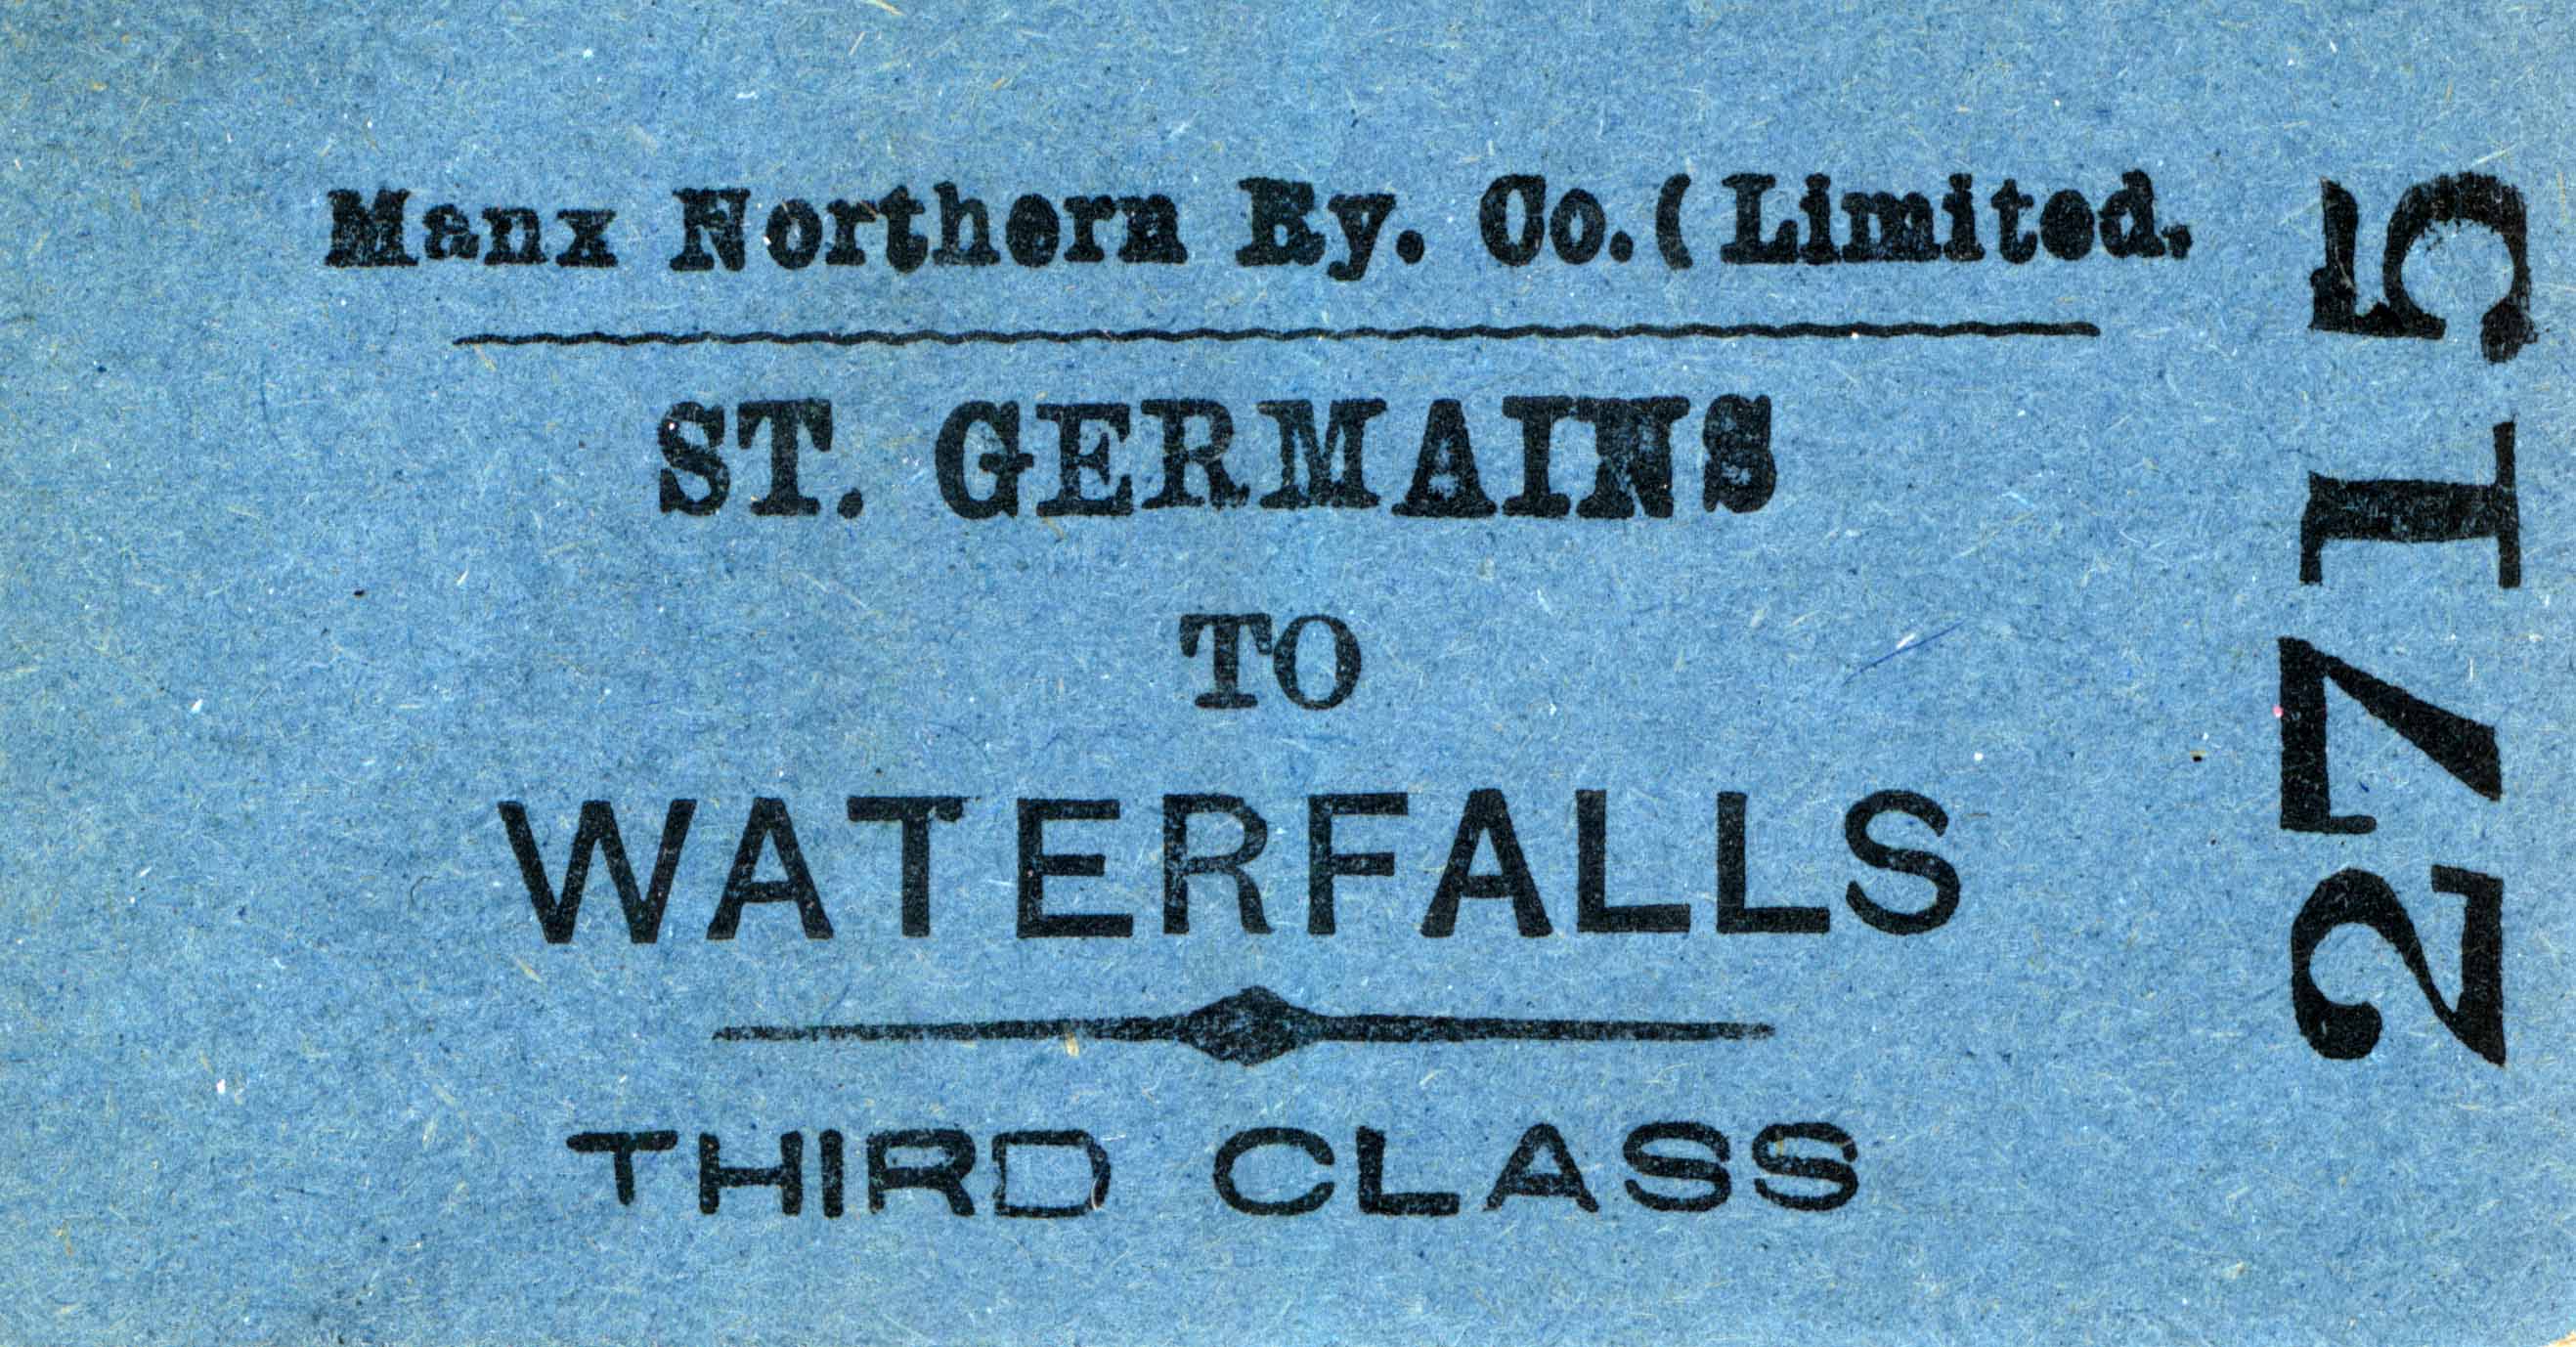 Manx Northern Ry. Co.(Limited.
ST. GERMAINS
TO
WATERFALLS
THIRD CLASS
2715